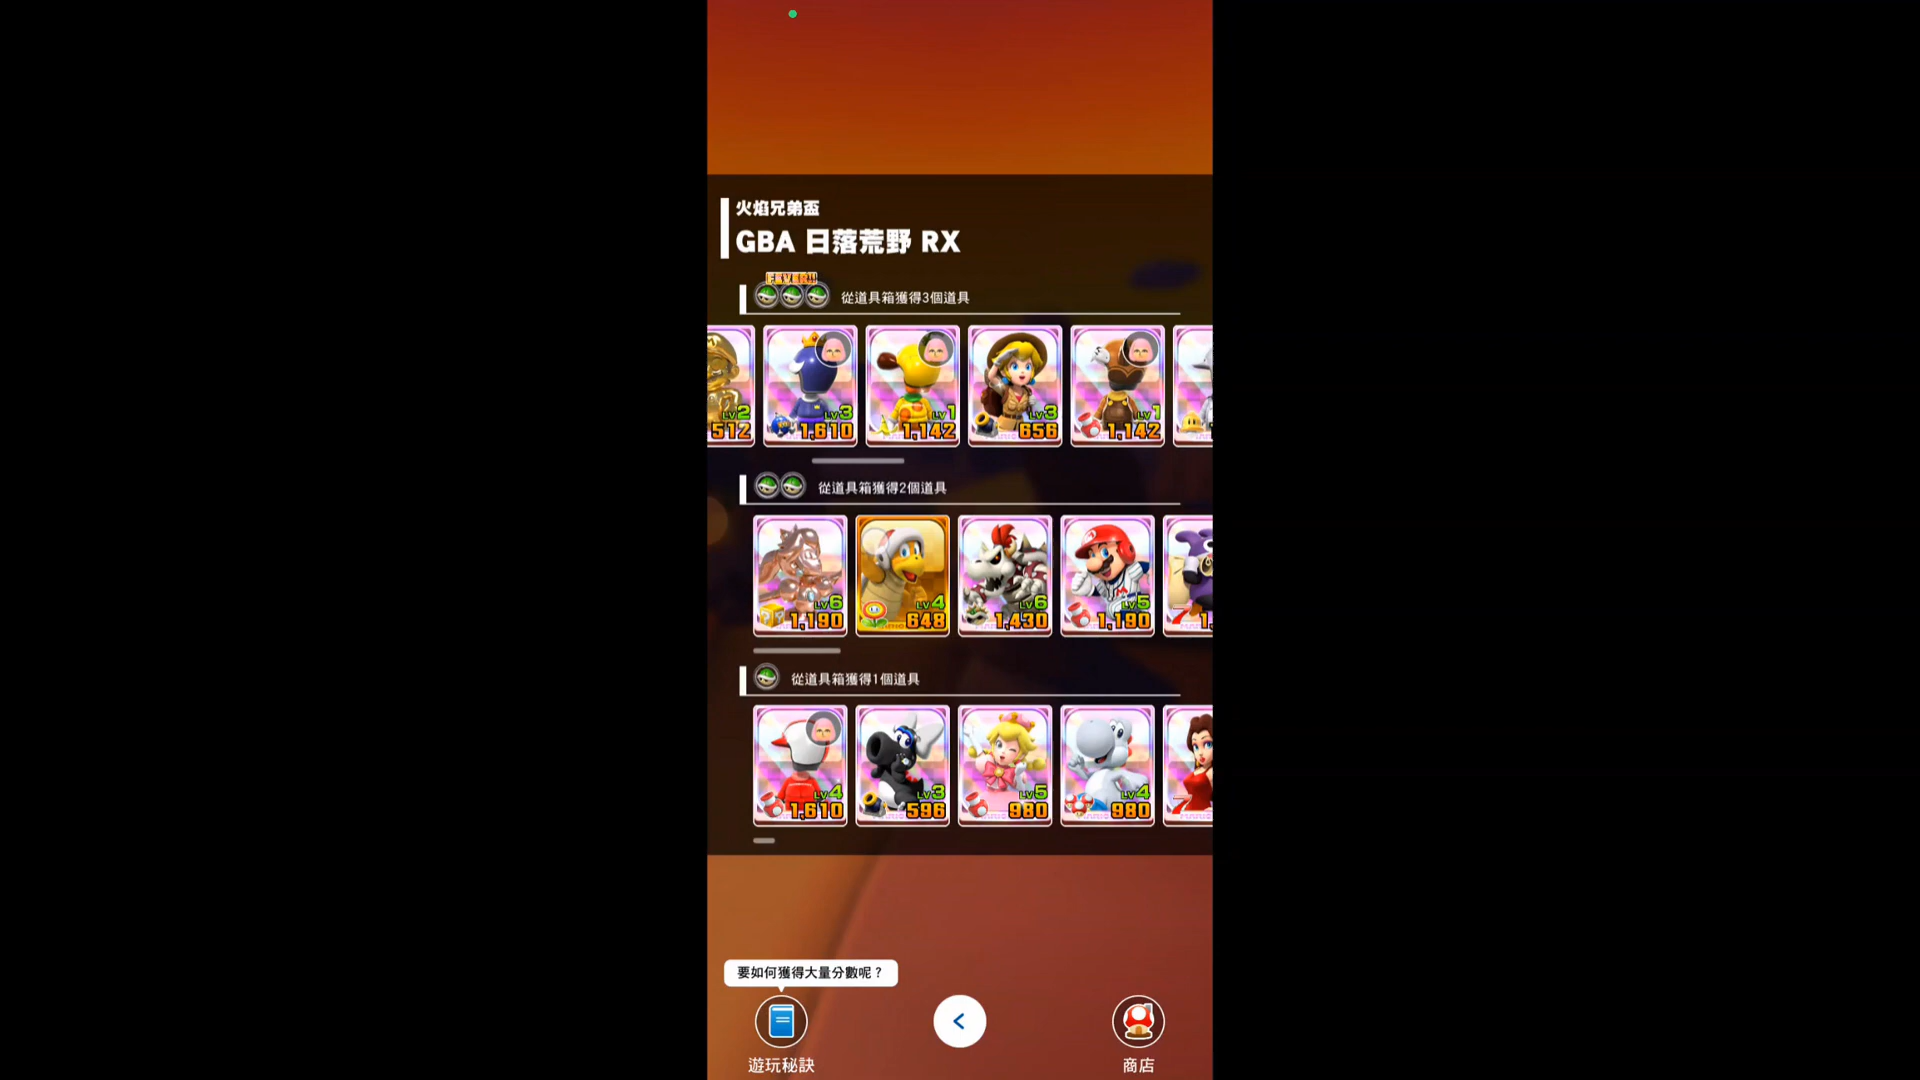 火焰兄弟盃
GBA 日落荒野 RX
FEVER!!
從道具箱獲得3個道具
LV2 LV3 LV1 LV3 LV1
512 1,610 1,142 656 1,142
從道具箱獲得2個道具
LV6 LV4 LV6 LV5
1,190 648 1,430 1,190 1,
從道具箱獲得1個道具
LV4 LV3 LV5 LV4
1,610 596 980 980
要如何獲得大量分數呢？
遊玩秘訣
商店